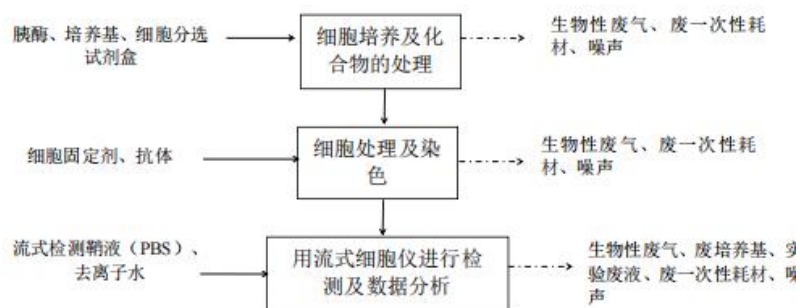 胰酶、培养基、细胞分选
试剂盒
细胞培养及化
合物的处理
生物性废气、废一次性耗
材、噪声
细胞固定剂、抗体
细胞处理及染
色
生物性废气、废一次性耗
材、噪声
流式检测鞘液（PBS）、
去离子水
用流式细胞仪进行检
测及数据分析
生物性废气、废培养基、实
验废液、废一次性耗材、噪
声